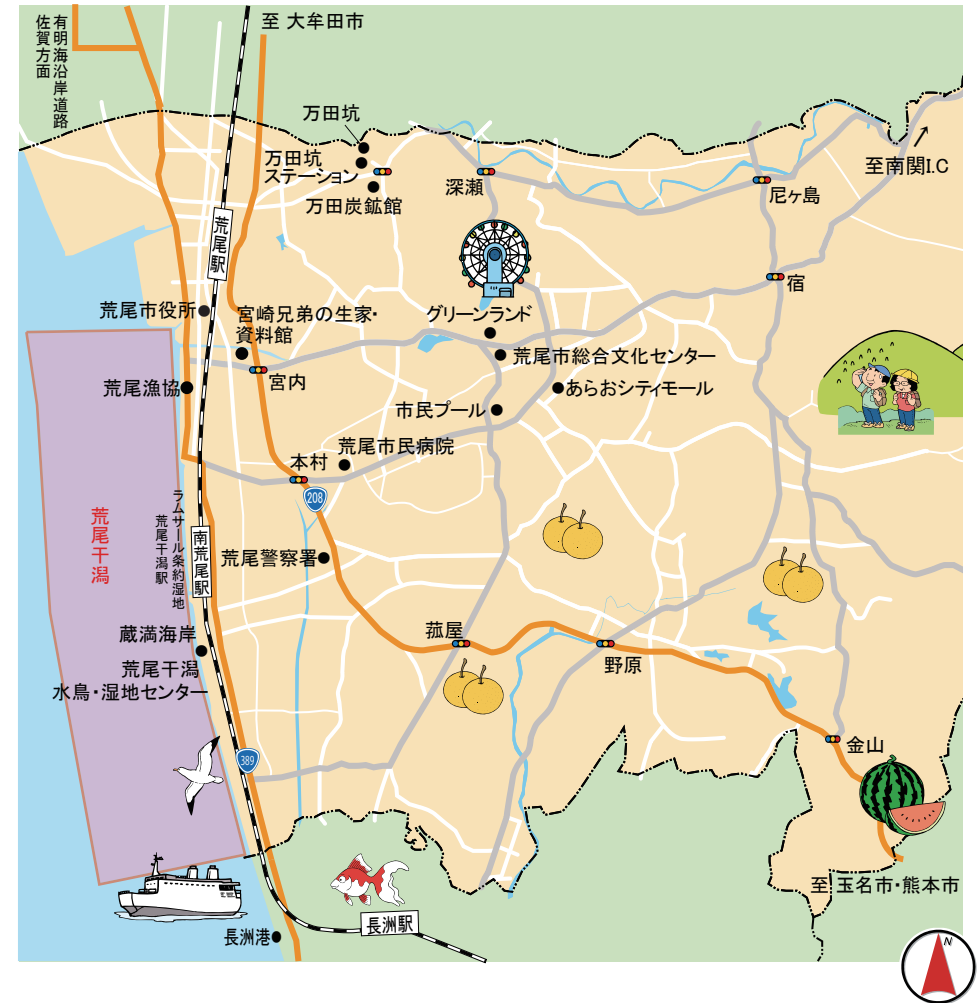 至 大牟田市
有明海沿岸道路
佐賀方面
万田坑
万田坑
ステーション
万田炭鉱館
深瀬
至南関I.C
尼ヶ島
荒尾駅
宿
荒尾市役所
宮崎兄弟の生家・
資料館
グリーンランド
荒尾市総合文化センター
宮内
荒尾漁協
あらおシティモール
市民プール
荒尾市民病院
本村
208
荒尾干潟
ラムサール条約湿地
荒尾干潟駅
南荒尾駅
荒尾警察署
蔵満海岸
菰屋
野原
荒尾干潟
水鳥・湿地センター
389
金山
至 玉名市・熊本市
長洲駅
長洲港
N